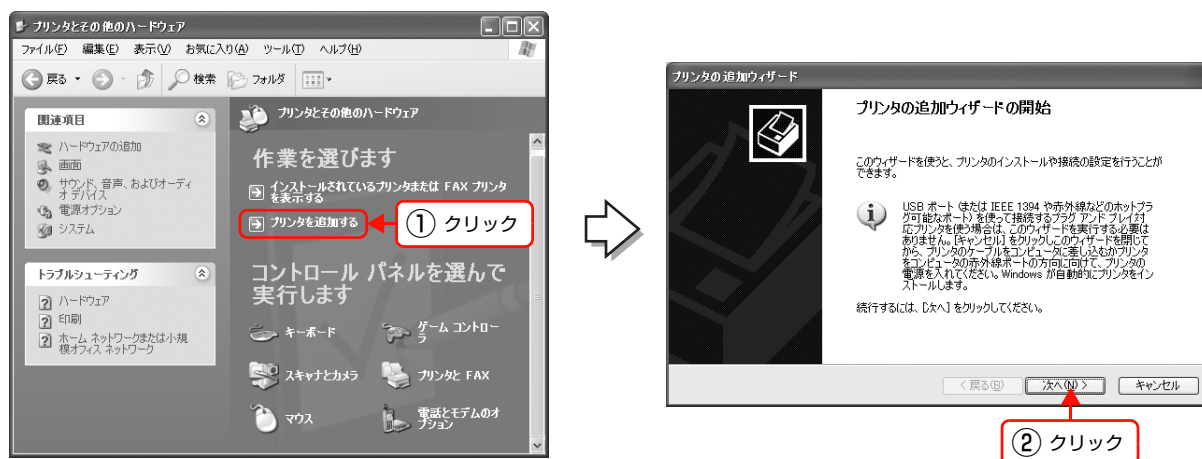 プリンタとその他のハードウェア
ファイル(F) 編集(E) 表示(V) お気に入り(A) ツール(T) ヘルプ(H)
戻る 検索 フォルダ
関連項目
ハードウェアの追加
画面
サウンド、音声、およびオーディ
オ デバイス
電源オプション
システム
トラブルシューティング
ハードウェア
印刷
ホーム ネットワークまたは小規
模オフィス ネットワーク
プリンタとその他のハードウェア
作業を選びます
インストールされているプリンタまたは FAX プリンタ
を表示する
プリンタを追加する
① クリック
コントロール パネルを選んで
実行します
キーボード
ゲーム コントロー
ラ
スキャナとカメラ
プリンタと FAX
マウス
電話とモデムのオ
プション
プリンタの追加ウィザード
プリンタの追加ウィザードの開始
このウィザードを使うと、プリンタのインストールや接続の設定を行うことが
できます。
USB ポート (または IEEE 1394 や赤外線などのホットプラ
グ可能なポート) を使って接続するプラグ アンド プレイ対
応プリンタを使う場合は、このウィザードを実行する必要は
ありません。[キャンセル] をクリックしこのウィザードを閉じて
から、プリンタのケーブルをコンピュータに差し込むかプリンタ
をコンピュータの赤外線ポートの方向に向けて、プリンタの
電源を入れてください。Windows が自動的にプリンタをイン
ストールします。
続行するには、[次へ] をクリックしてください。
< 戻る(B) 次へ(N) > キャンセル
② クリック